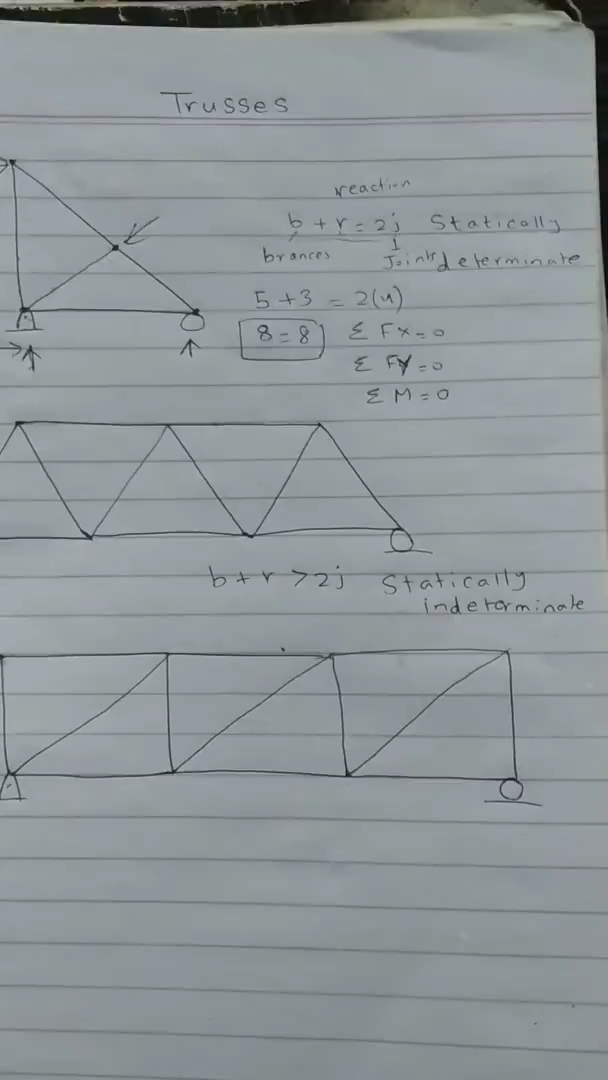 Trusses
reaction
b + r = 2j Statically
brances Joints determinate
5 + 3 = 2(4)
8 = 8 Σ Fx = 0
Σ Fy = 0
Σ M = 0
b + r > 2j Statically
indeterminate